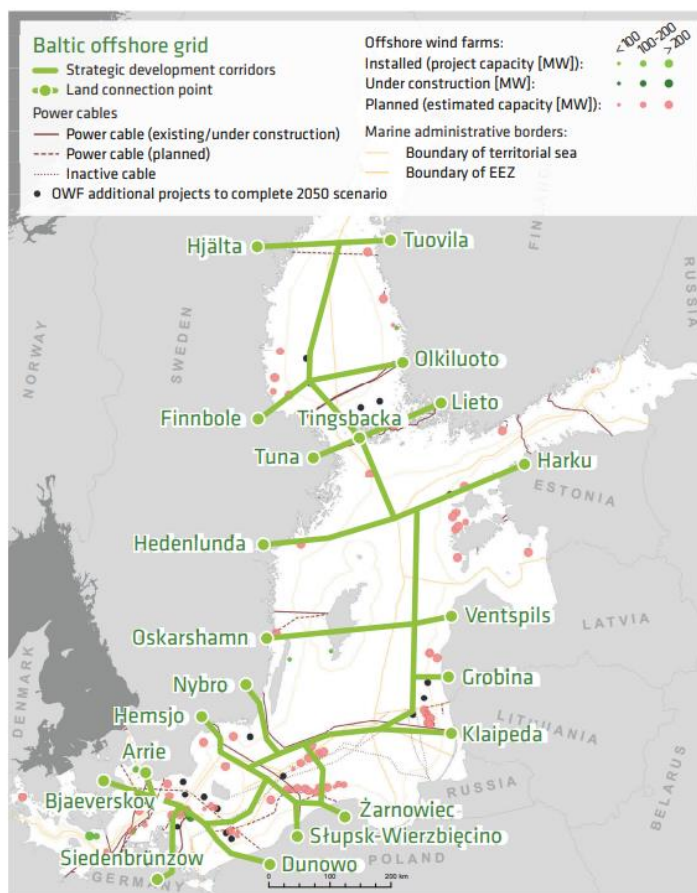 Baltic offshore grid
Strategic development corridors
Land connection point
Power cables
Power cable (existing/under construction)
Power cable (planned)
Inactive cable
OWF additional projects to complete 2050 scenario
Offshore wind farms:
<100 100-200 >200
Installed (project capacity [MW]):
Under construction [MW]:
Planned (estimated capacity [MW]):
Marine administrative borders:
Boundary of territorial sea
Boundary of EEZ
Hjälta
Tuovila
RUSSIA
NORWAY
SWEDEN
Olkiluoto
Finnbole
Tingsbacka
Lieto
Tuna
Harku
ESTONIA
Hedenlunda
Oskarshamn
Ventspils
LATVIA
DENMARK
Nybro
Grobina
Hemsjo
LITHUANIA
Klaipeda
Arrie
Bjaeverskov
RUSSIA
BELARUS
Żarnowiec
Słupsk-Wierzbięcino
Siedenbrünzow
Dunowo
POLAND
GERMANY
0 50 100 200 km